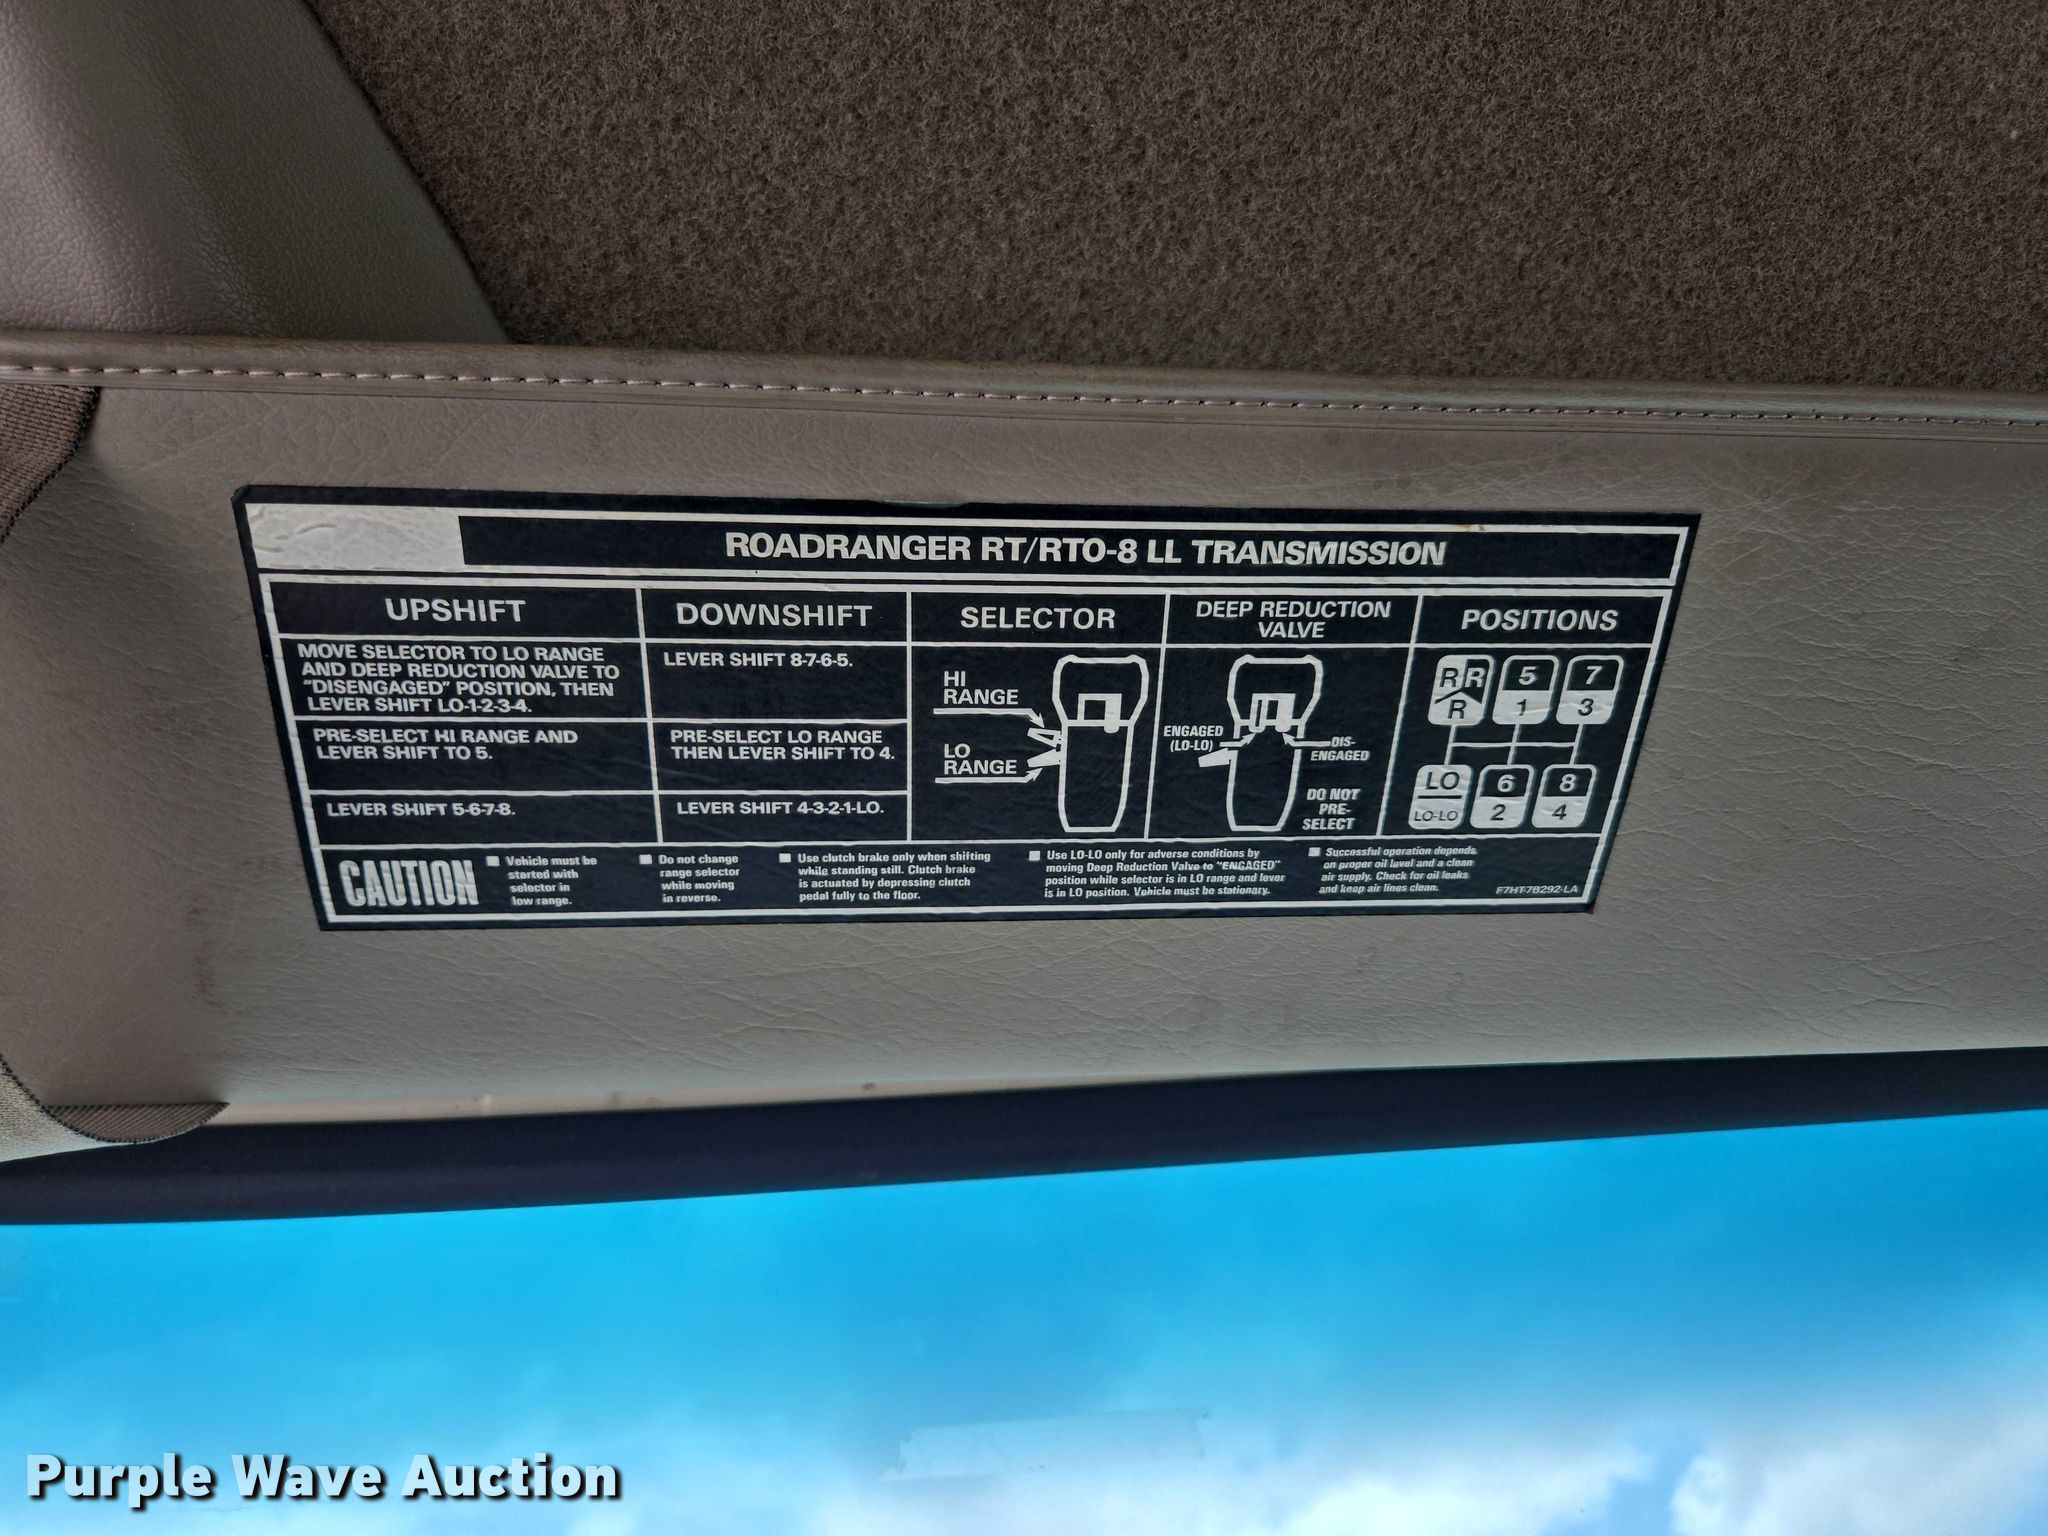 ROADRANGER RT/RTO-8 LL TRANSMISSION
UPSHIFT
MOVE SELECTOR TO LO RANGE
AND DEEP REDUCTION VALVE TO
"DISENGAGED" POSITION, THEN
LEVER SHIFT LO-1-2-3-4.
PRE-SELECT HI RANGE AND
LEVER SHIFT TO 5.
LEVER SHIFT 5-6-7-8.
DOWNSHIFT
LEVER SHIFT 8-7-6-5.
PRE-SELECT LO RANGE
THEN LEVER SHIFT TO 4.
LEVER SHIFT 4-3-2-1-LO.
SELECTOR
HI
RANGE
LO
RANGE
DEEP REDUCTION
VALVE
ENGAGED
(LO-LO)
DIS-
ENGAGED
DO NOT
PRE-
SELECT
POSITIONS
R R 5 7
R 1 3
LO 6 8
LO-LO 2 4
CAUTION
Vehicle must be
started with
selector in
low range.
Do not change
range selector
while moving
in reverse.
Use clutch brake only when shifting
while standing still. Clutch brake
is actuated by depressing clutch
pedal fully to the floor.
Use LO-LO only for adverse conditions by
moving Deep Reduction Valve to "ENGAGED"
position while selector is in LO range and lever
is in LO position. Vehicle must be stationary.
Successful operation depends
on proper oil level and a clean
air supply. Check for oil leaks
and keep air lines clean.
F7HT-7B292-LA
Purple Wave Auction